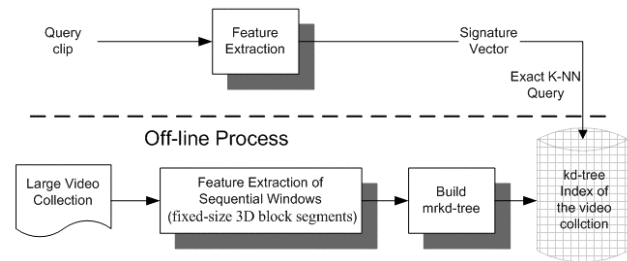 Query
clip
Feature
Extraction
Signature
Vector
Exact K-NN
Query
Off-line Process
Large Video
Collection
Feature Extraction of
Sequential Windows
(fixed-size 3D block segments)
Build
mrkd-tree
kd-tree
Index of
the video
collction